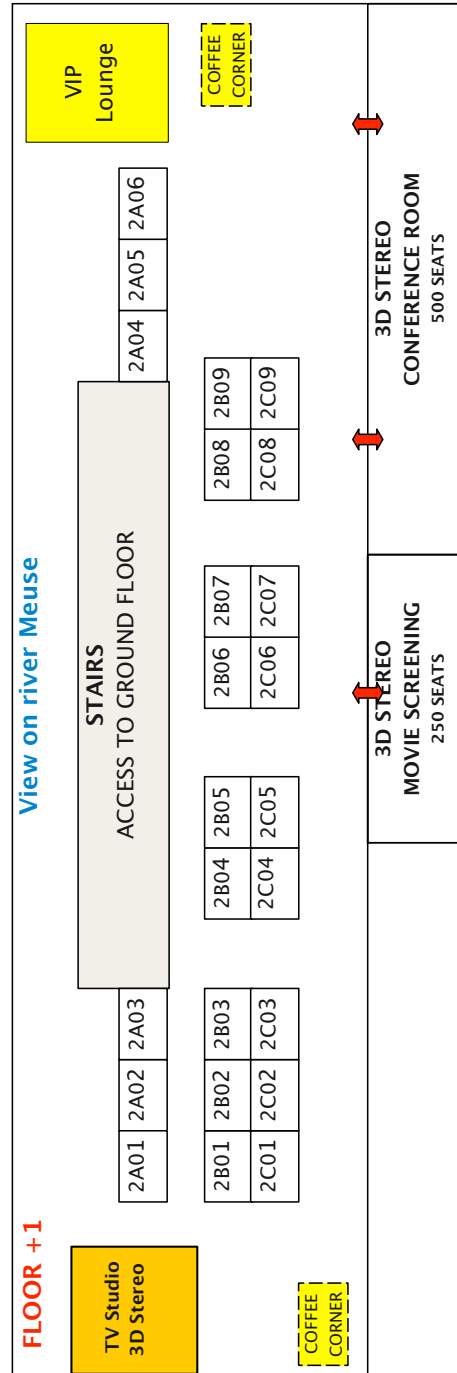 FLOOR +1
View on river Meuse
TV Studio
3D Stereo
VIP
Lounge
STAIRS
ACCESS TO GROUND FLOOR
2A01
2A02
2A03
2A04
2A05
2A06
2B01
2B02
2B03
2B04
2B05
2B06
2B07
2B08
2B09
2C01
2C02
2C03
2C04
2C05
2C06
2C07
2C08
2C09
COFFEE
CORNER
COFFEE
CORNER
3D STEREO
MOVIE SCREENING
250 SEATS
3D STEREO
CONFERENCE ROOM
500 SEATS